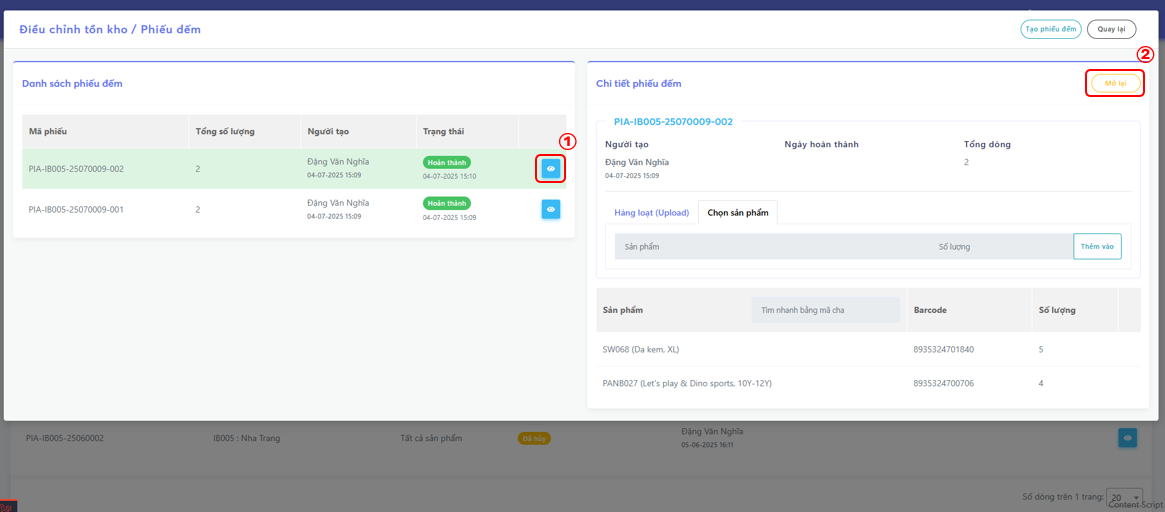 Điều chỉnh tồn kho / Phiếu đếm
Tạo phiếu đếm
Quay lại
②
Danh sách phiếu đếm
Mã phiếu Tổng số lượng Người tạo Trạng thái
①
PIA-IB005-25070009-002 2 Đặng Văn Nghĩa Hoàn thành
04-07-2025 15:09 04-07-2025 15:10
PIA-IB005-25070009-001 2 Đặng Văn Nghĩa Hoàn thành
04-07-2025 15:09 04-07-2025 15:09
Chi tiết phiếu đếm
Mở lại
PIA-IB005-25070009-002
Người tạo Ngày hoàn thành Tổng dòng
Đặng Văn Nghĩa 2
04-07-2025 15:09
Hàng loạt (Upload) Chọn sản phẩm
Sản phẩm Số lượng Thêm vào
Sản phẩm Tìm nhanh bằng mã cha Barcode Số lượng
SW068 (Da kem, XL) 8935324701840 5
PANB027 (Let's play & Dino sports, 10Y-12Y) 8935324700706 4
PIA-IB005-25060002 IB005 : Nha Trang Tất cả sản phẩm Đã hủy Đặng Văn Nghĩa
05-06-2025 16:11
Số dòng trên 1 trang: 20
Content Script